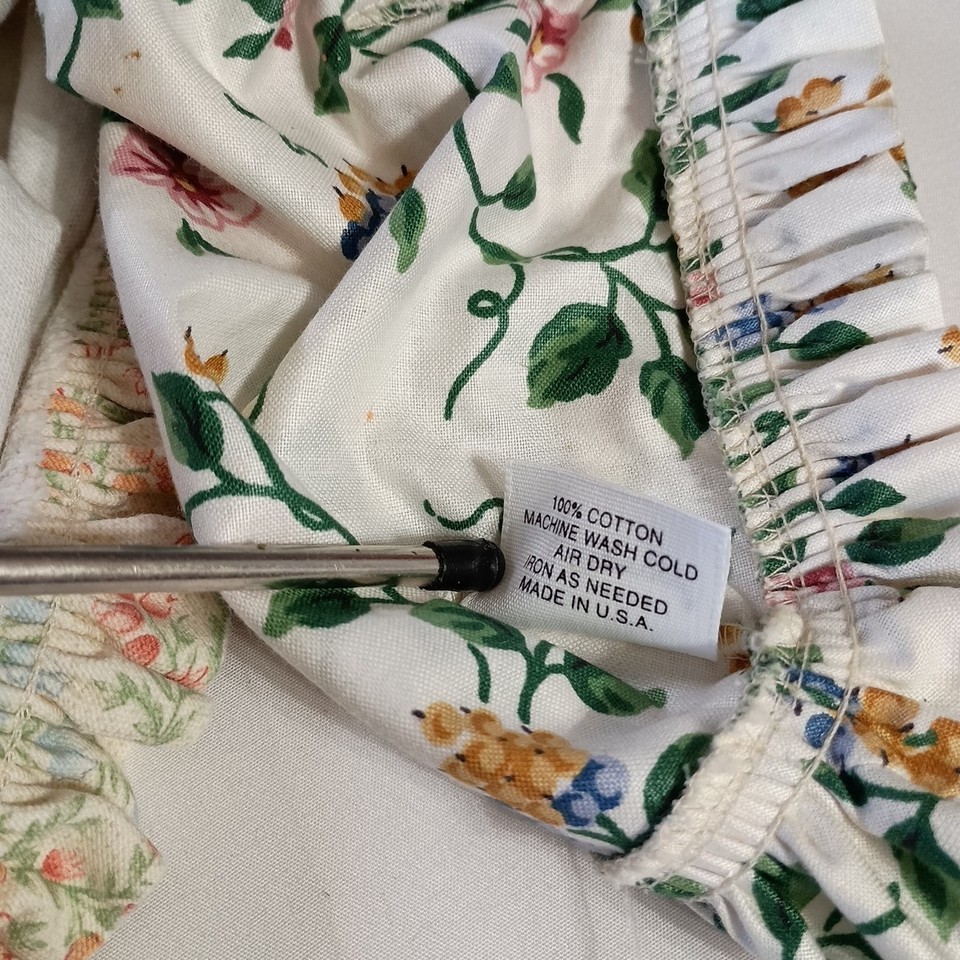 100% COTTON
MACHINE WASH COLD
AIR DRY
IRON AS NEEDED
MADE IN U.S.A.